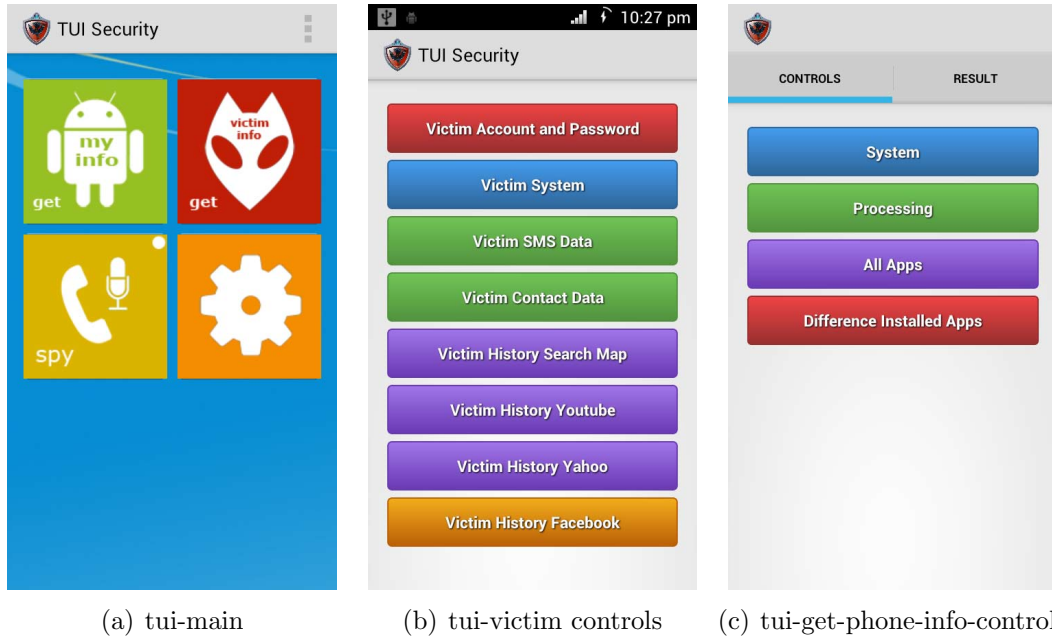 TUI Security
my
info
get
victim
info
get
spy
(a) tui-main
10:27 pm
TUI Security
Victim Account and Password
Victim System
Victim SMS Data
Victim Contact Data
Victim History Search Map
Victim History Youtube
Victim History Yahoo
Victim History Facebook
(b) tui-victim controls
CONTROLS
RESULT
System
Processing
All Apps
Difference Installed Apps
(c) tui-get-phone-info-control